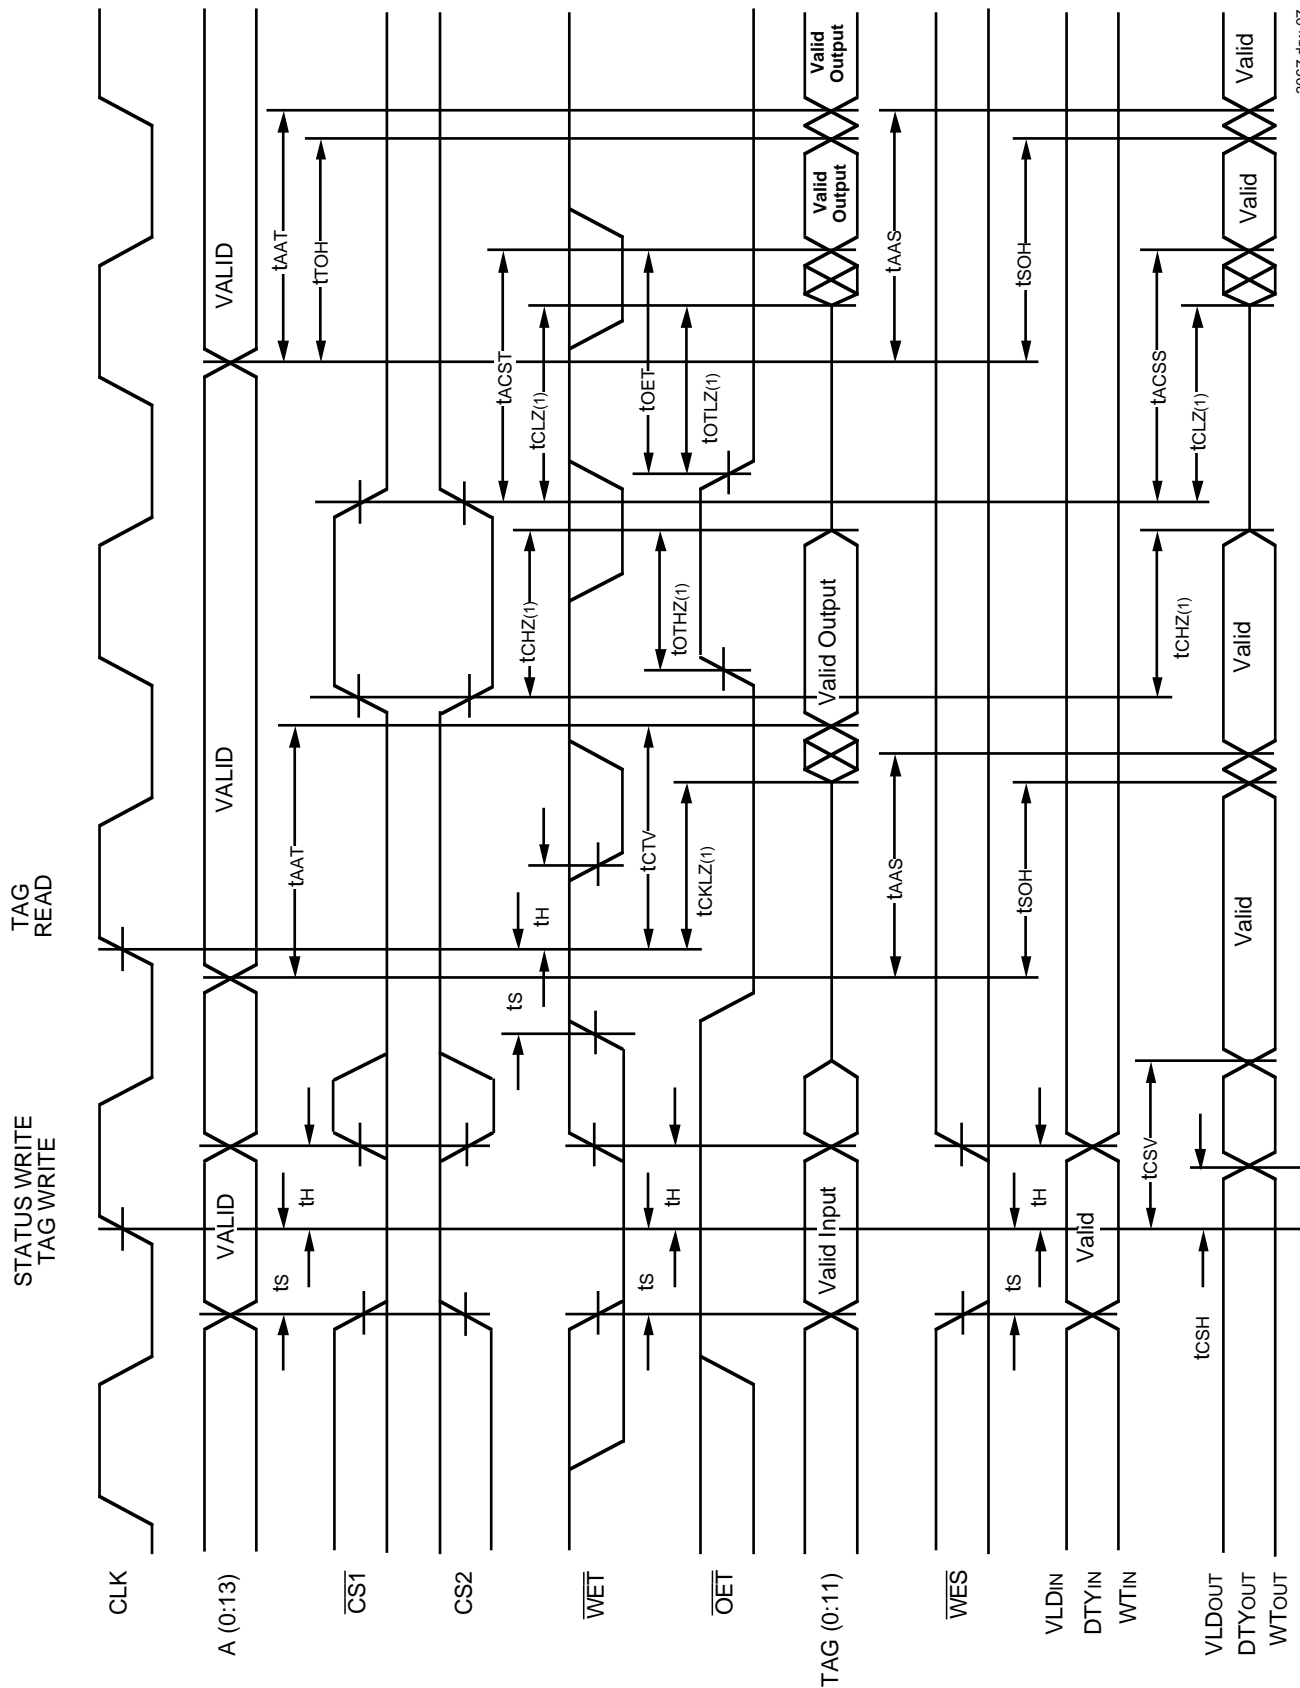 STATUS WRITE
TAG WRITE
TAG
READ
CLK
A (0:13)
VALID
VALID
VALID
tS
tH
tAAT
tAAT
tTOH
CS1
CS2
tS
tH
tCHZ(1)
tACST
tCLZ(1)
WET
tS
tH
tCTV
tCKLZ(1)
tOTHZ(1)
tOET
tOTLZ(1)
OET
TAG (0:11)
Valid Input
Valid Output
Valid
Output
Valid
Output
tAAS
tAAS
WES
tS
tH
tSOH
tSOH
VLDIN
DTYIN
WTIN
Valid
tCSV
tCHZ(1)
tACSS
tCSH
tCLZ(1)
VLDOUT
DTYOUT
WTOUT
Valid
Valid
Valid
Valid